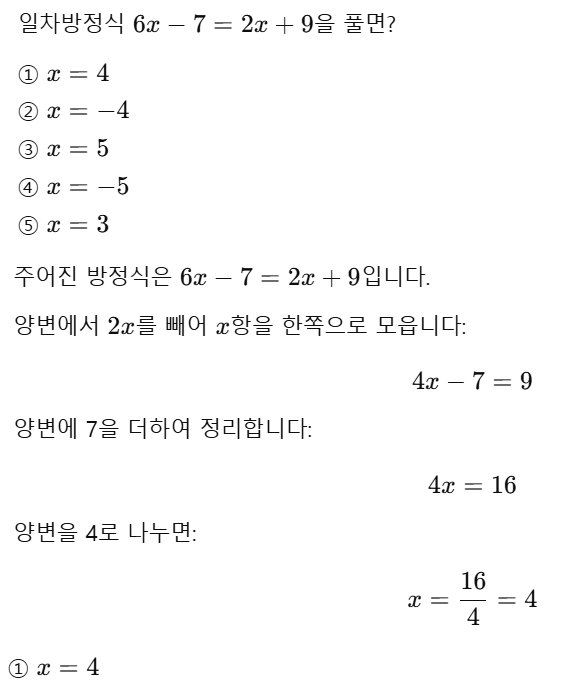 일차방정식 6x − 7 = 2x + 9을 풀면?
① x = 4
② x = −4
③ x = 5
④ x = −5
⑤ x = 3
주어진 방정식은 6x − 7 = 2x + 9입니다.
양변에서 2x를 빼어 x항을 한쪽으로 모읍니다:
4x − 7 = 9
양변에 7을 더하여 정리합니다:
4x = 16
양변을 4로 나누면:
x = 16/4 = 4
① x = 4